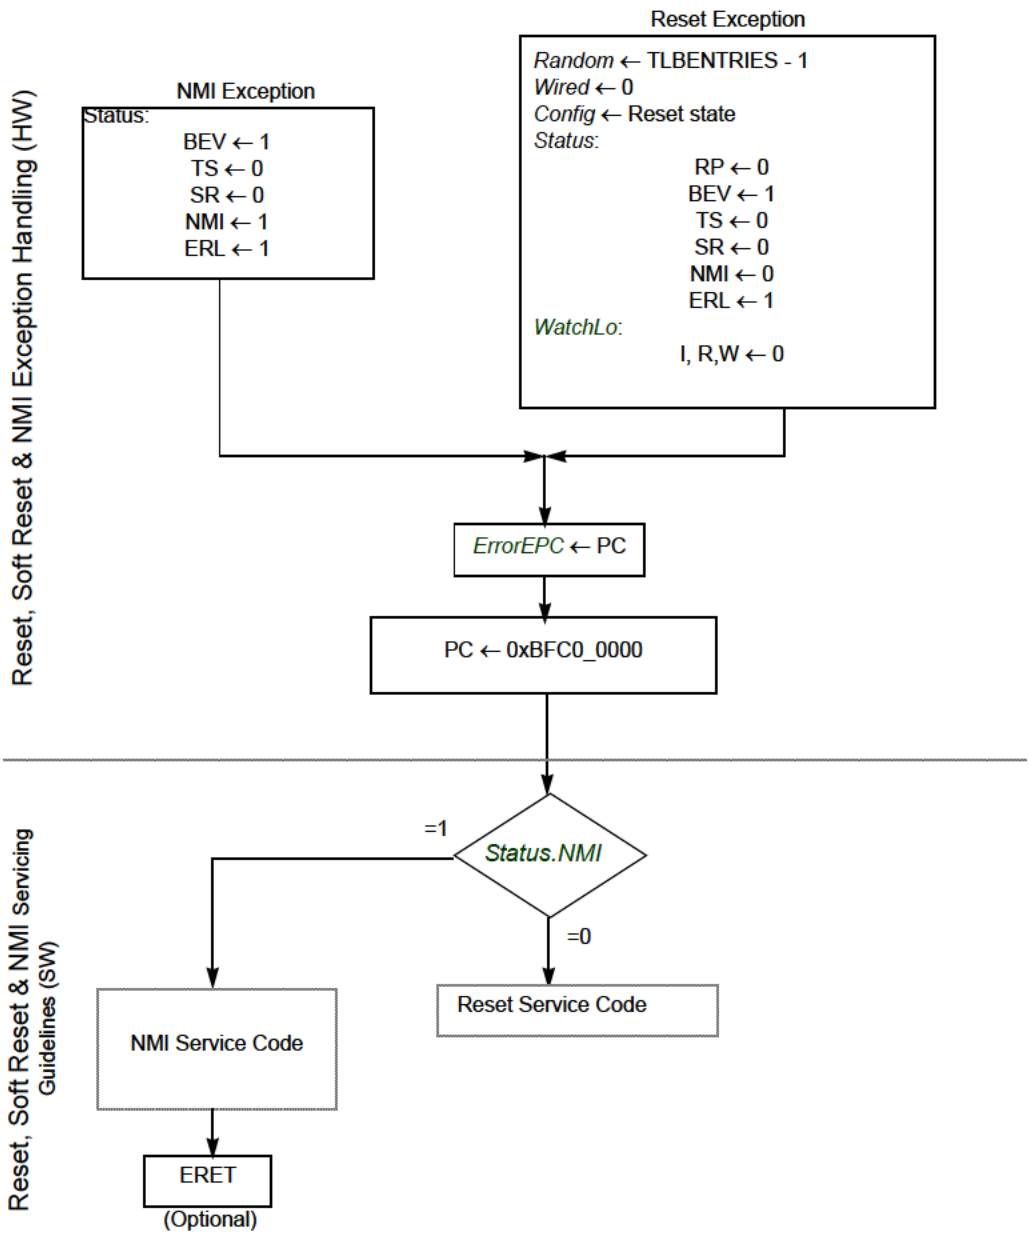 Reset Exception
Random ← TLBENTRIES - 1
Wired ← 0
Config ← Reset state
Status:
RP ← 0
BEV ← 1
TS ← 0
SR ← 0
NMI ← 0
ERL ← 1
WatchLo:
I, R,W ← 0
NMI Exception
Status:
BEV ← 1
TS ← 0
SR ← 0
NMI ← 1
ERL ← 1
Reset, Soft Reset & NMI Exception Handling (HW)
ErrorEPC ← PC
PC ← 0xBFC0_0000
Status.NMI
=1
=0
Reset, Soft Reset & NMI Servicing
Guidelines (SW)
NMI Service Code
Reset Service Code
ERET
(Optional)